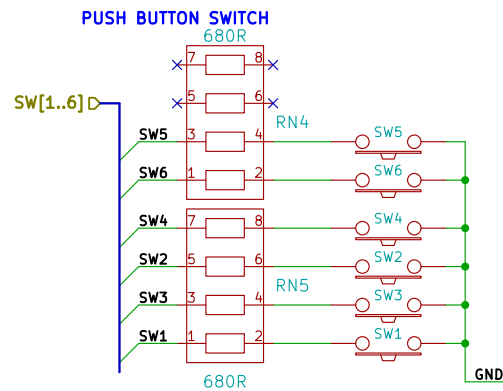 PUSH BUTTON SWITCH
680R
7 8
SW[1..6]
5 6
RN4
SW5 3 4 SW5
SW6 1 2 SW6
SW4 7 8 SW4
SW2 5 6 SW2
RN5
SW3 3 4 SW3
SW1 1 2 SW1
680R
GND